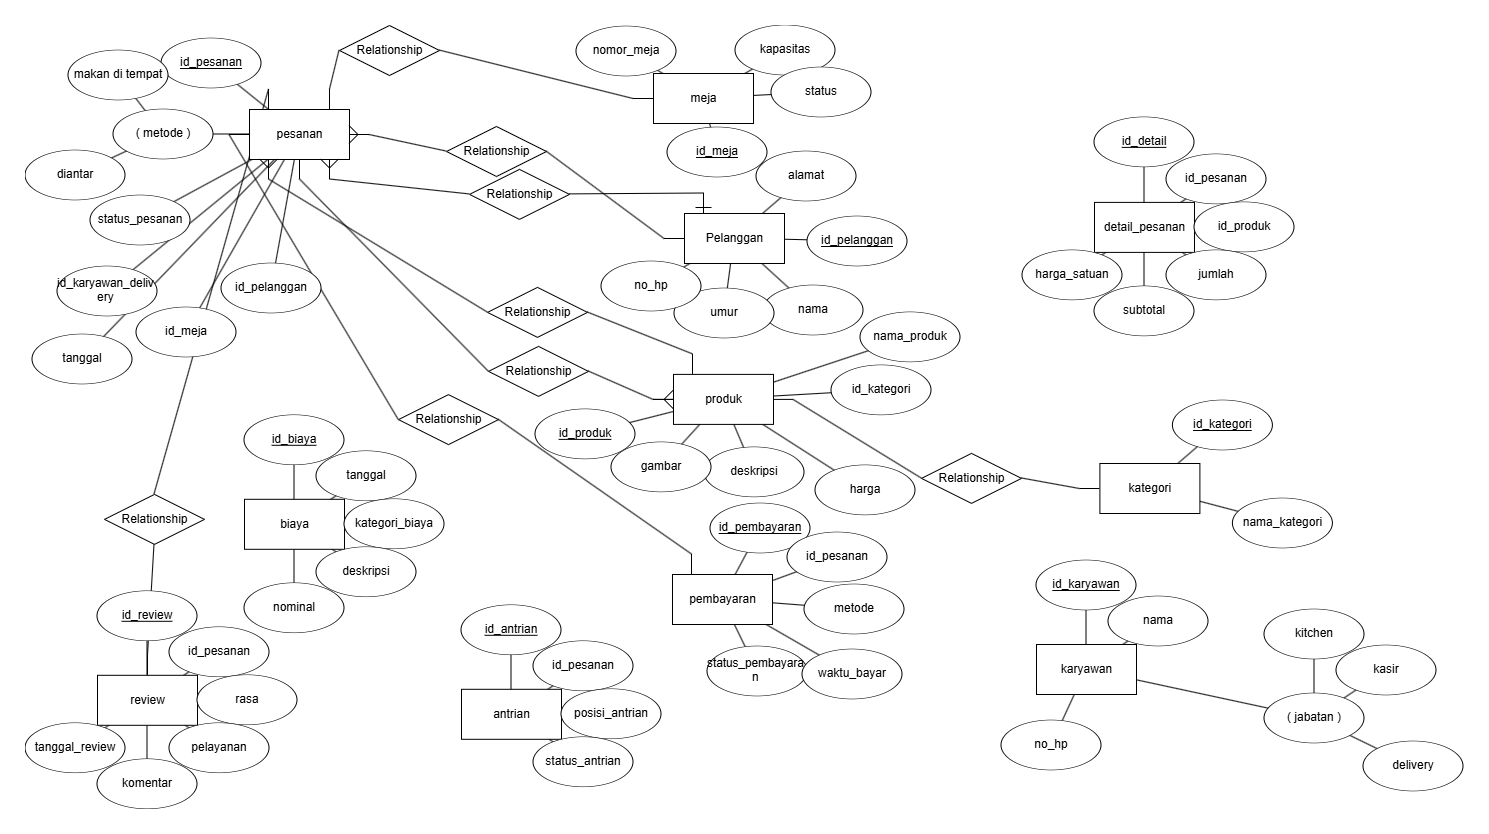 Relationship
nomor_meja
kapasitas
makan di tempat
id_pesanan
status
meja
( metode )
pesanan
id_meja
id_detail
Relationship
diantar
alamat
id_pesanan
Relationship
status_pesanan
detail_pesanan
id_produk
Pelanggan
id_pelanggan
id_karyawan_deliv
ery
id_pelanggan
no_hp
harga_satuan
jumlah
umur
nama
subtotal
Relationship
id_meja
nama_produk
tanggal
Relationship
id_kategori
produk
Relationship
id_kategori
id_biaya
id_produk
gambar
deskripsi
tanggal
Relationship
kategori
harga
Relationship
biaya
kategori_biaya
nama_kategori
id_pembayaran
id_pesanan
deskripsi
nominal
pembayaran
metode
id_karyawan
nama
id_review
id_antrian
kitchen
id_pesanan
id_pesanan
status_pembayara
n
waktu_bayar
karyawan
kasir
review
rasa
antrian
posisi_antrian
( jabatan )
tanggal_review
pelayanan
no_hp
status_antrian
delivery
komentar